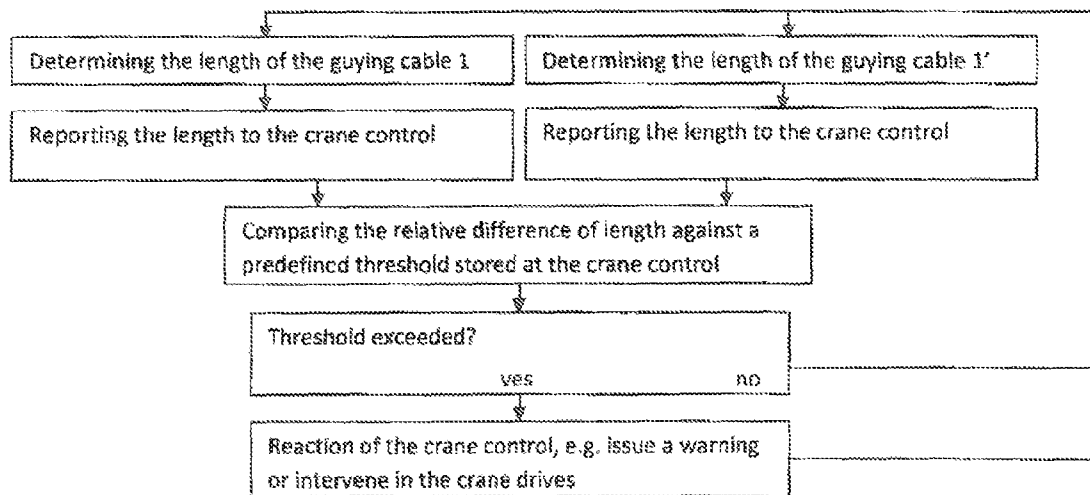 Determining the length of the guying cable 1
Determining the length of the guying cable 1'
Reporting the length to the crane control
Reporting the length to the crane control
Comparing the relative difference of length against a
predefined threshold stored at the crane control
Threshold exceeded?
yes no
Reaction of the crane control, e.g. issue a warning
or intervene in the crane drives